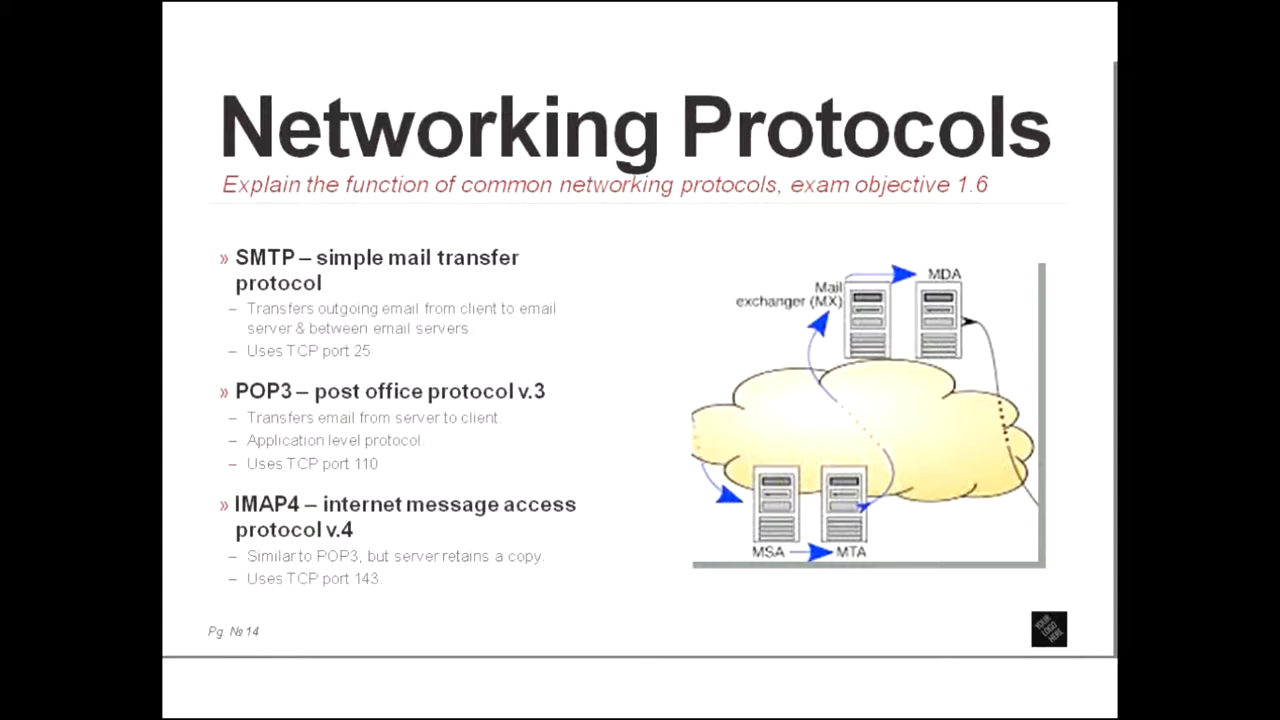 Networking Protocols
Explain the function of common networking protocols, exam objective 1.6
» SMTP – simple mail transfer
protocol
– Transfers outgoing email from client to email
server & between email servers
– Uses TCP port 25
» POP3 – post office protocol v.3
– Transfers email from server to client.
– Application level protocol
– Uses TCP port 110
» IMAP4 – internet message access
protocol v.4
– Similar to POP3, but server retains a copy.
– Uses TCP port 143.
Mail
exchanger (MX)
MDA
MSA
MTA
Pg. № 14
YOUR
LOGO
HERE